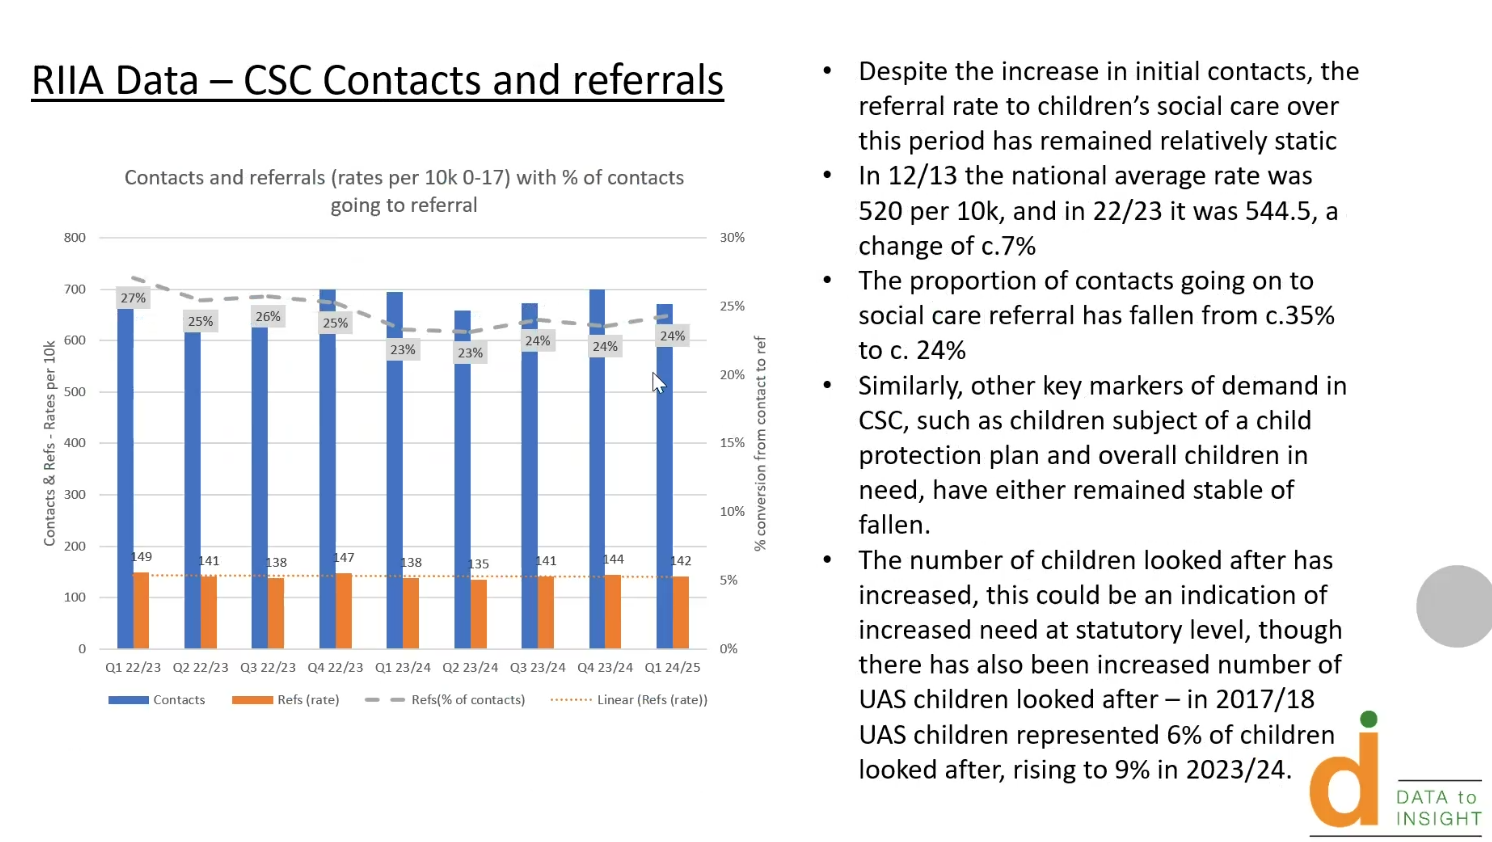 RIIA Data – CSC Contacts and referrals
Contacts and referrals (rates per 10k 0-17) with % of contacts
going to referral
Contacts & Refs - Rates per 10k
800
700
600
500
400
300
200
100
0
30%
25%
20%
15%
10%
5%
0%
% conversion from contact to ref
27%
25%
26%
25%
23%
23%
24%
24%
24%
149
141
138
147
138
135
141
144
142
Q1 22/23
Q2 22/23
Q3 22/23
Q4 22/23
Q1 23/24
Q2 23/24
Q3 23/24
Q4 23/24
Q1 24/25
Contacts
Refs (rate)
Refs(% of contacts)
Linear (Refs (rate))
• Despite the increase in initial contacts, the
referral rate to children’s social care over
this period has remained relatively static
• In 12/13 the national average rate was
520 per 10k, and in 22/23 it was 544.5, a
change of c.7%
• The proportion of contacts going on to
social care referral has fallen from c.35%
to c. 24%
• Similarly, other key markers of demand in
CSC, such as children subject of a child
protection plan and overall children in
need, have either remained stable of
fallen.
• The number of children looked after has
increased, this could be an indication of
increased need at statutory level, though
there has also been increased number of
UAS children looked after – in 2017/18
UAS children represented 6% of children
looked after, rising to 9% in 2023/24.
di
DATA to
INSIGHT